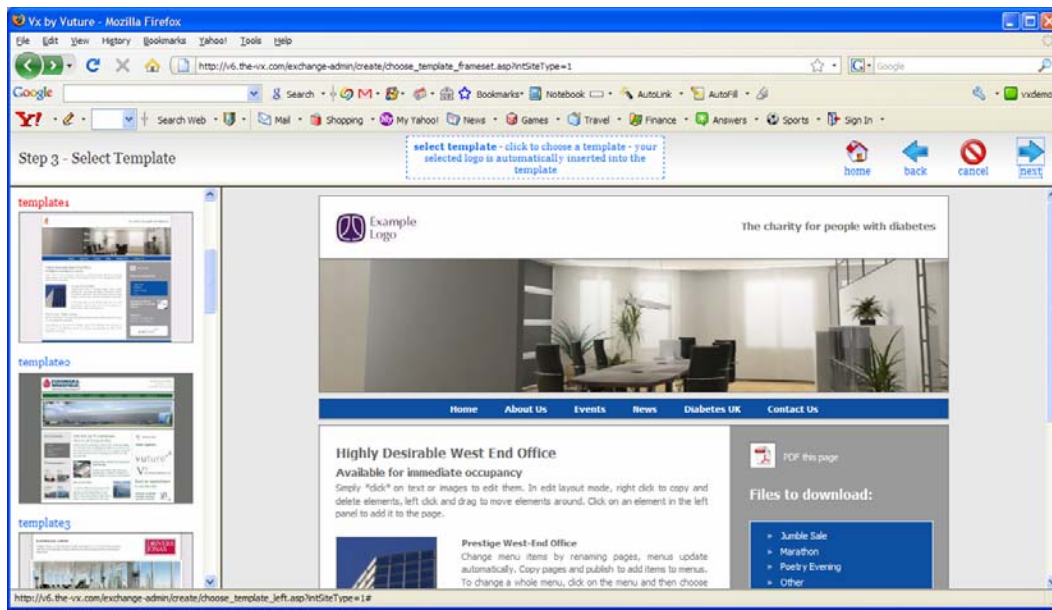 Vx by Vuture - Mozilla Firefox
File Edit View History Bookmarks Yahoo! Tools Help
http://v6.the-vx.com/exchange-admin/create/choose_template_frameset.asp?intSiteType=1
Google
Google Search Bookmarks Notebook AutoLink AutoFill vxdemo
Y! Search Web Mail Shopping My Yahoo! News Games Travel Finance Answers Sports Sign In
Step 3 - Select Template
select template - click to choose a template - your
selected logo is automatically inserted into the
template
home back cancel next
template1
template2
vuture
template3
DRIVERS
JONAS
Example
Logo
The charity for people with diabetes
Home About Us Events News Diabetes UK Contact Us
Highly Desirable West End Office
Available for immediate occupancy
Simply "click" on text or images to edit them. In edit layout mode, right click to copy and
delete elements, left click and drag to move elements around. Click on an element in the left
panel to add it to the page.
Prestige West-End Office
Change menu items by renaming pages, menus update
automatically. Copy pages and publish to add items to menus.
To change a whole menu, click on the menu and then choose
PDF this page
Files to download:
» Jumble Sale
» Marathon
» Poetry Evening
» Other
http://v6.the-vx.com/exchange-admin/create/choose_template_left.asp?intSiteType=1#